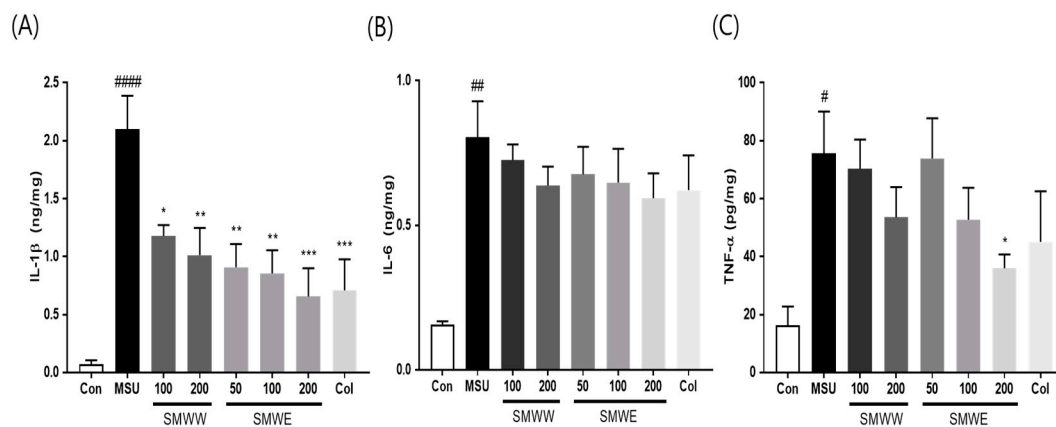 (A)
####
2.5
2.0
1.5
1.0
0.5
0.0
IL-1β (ng/mg)
* ** ** ** *** ***
Con MSU 100 200 50 100 200 Col
SMWW SMWE
(B)
##
1.0
0.5
0.0
IL-6 (ng/mg)
Con MSU 100 200 50 100 200 Col
SMWW SMWE
(C)
#
100
80
60
40
20
0
TNF-α (pg/mg)
*
Con MSU 100 200 50 100 200 Col
SMWW SMWE